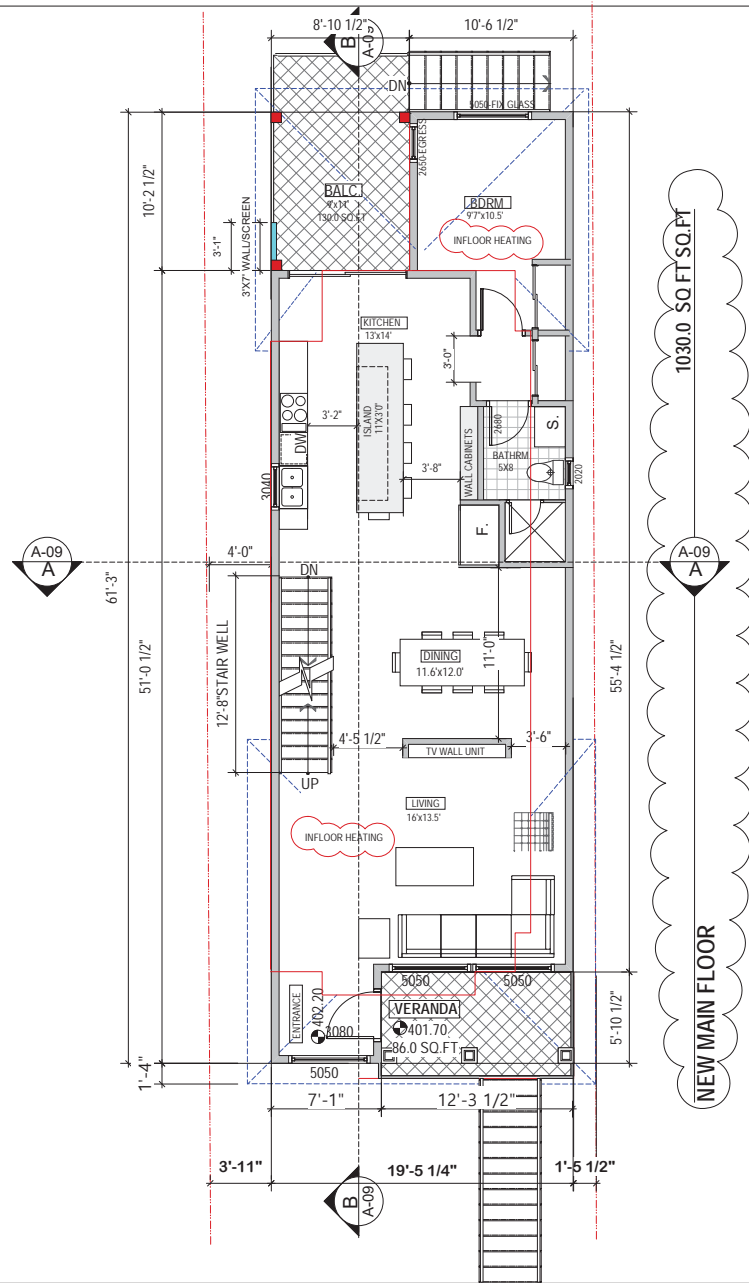 8'-10 1/2"
10'-6 1/2"
B
DN
5050-FIX GLASS
2650-EGRESS
10'-2 1/2"
BALC.
9'x11'
130.0 SQ.FT
BDRM
9'7"x10.5'
INFLOOR HEATING
3'-1"
3'X7' WALL/SCREEN
KITCHEN
13'x14'
3'-0"
ISLAND
11'X3'0"
3'-2"
DW
3040
3'-8"
WALL CABINETS
2680
S.
BATHRM
5X8
2020
F.
A-09
A
4'-0"
A-09
A
DN
61'-3"
51'-0 1/2"
12'-8"STAIR WELL
DINING
11.6'x12.0'
11'-0"
55'-4 1/2"
4'-5 1/2"
TV WALL UNIT
3'-6"
UP
LIVING
16'x13.5'
INFLOOR HEATING
5050
5050
ENTRANCE
402.20
3080
VERANDA
401.70
86.0 SQ.FT.
5'-10 1/2"
5050
1'-4"
7'-1"
12'-3 1/2"
3'-11"
19'-5 1/4"
1'-5 1/2"
B
A-09
NEW MAIN FLOOR
1030.0 SQ FT SQ.FT